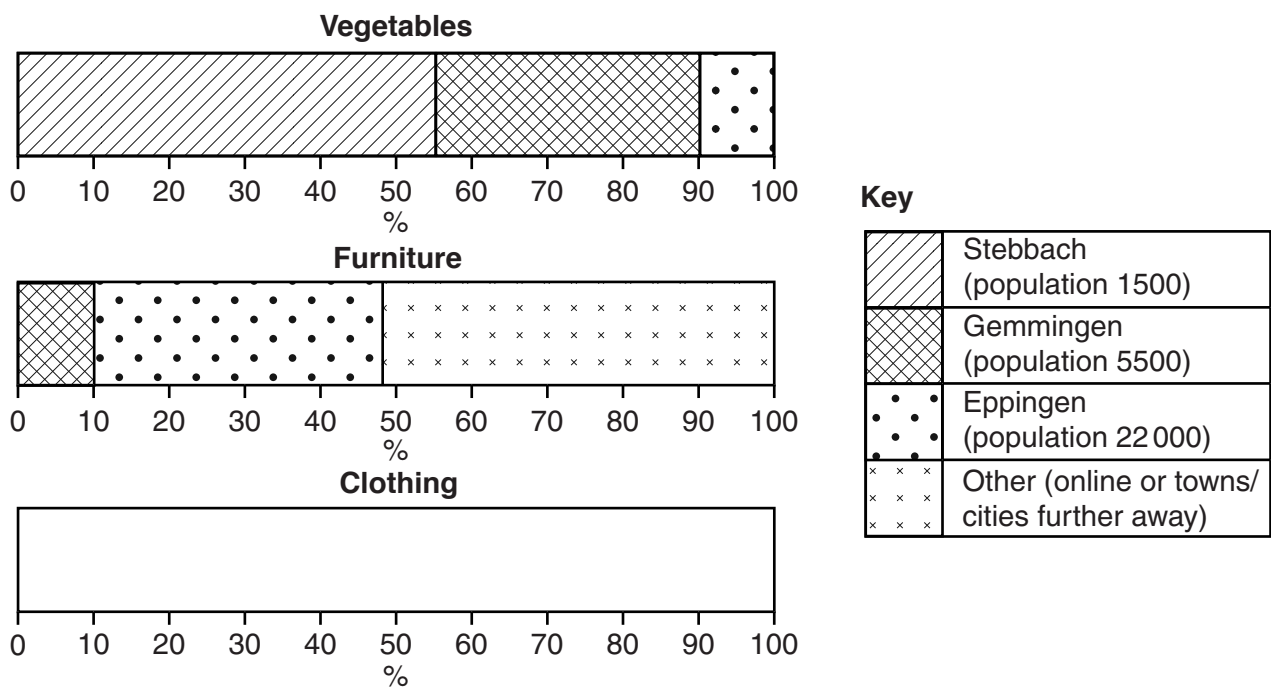 Vegetables
0 10 20 30 40 50 60 70 80 90 100
%
Furniture
0 10 20 30 40 50 60 70 80 90 100
%
Clothing
0 10 20 30 40 50 60 70 80 90 100
%
Key
Stebbach
(population 1500)
Gemmingen
(population 5500)
Eppingen
(population 22 000)
Other (online or towns/
cities further away)